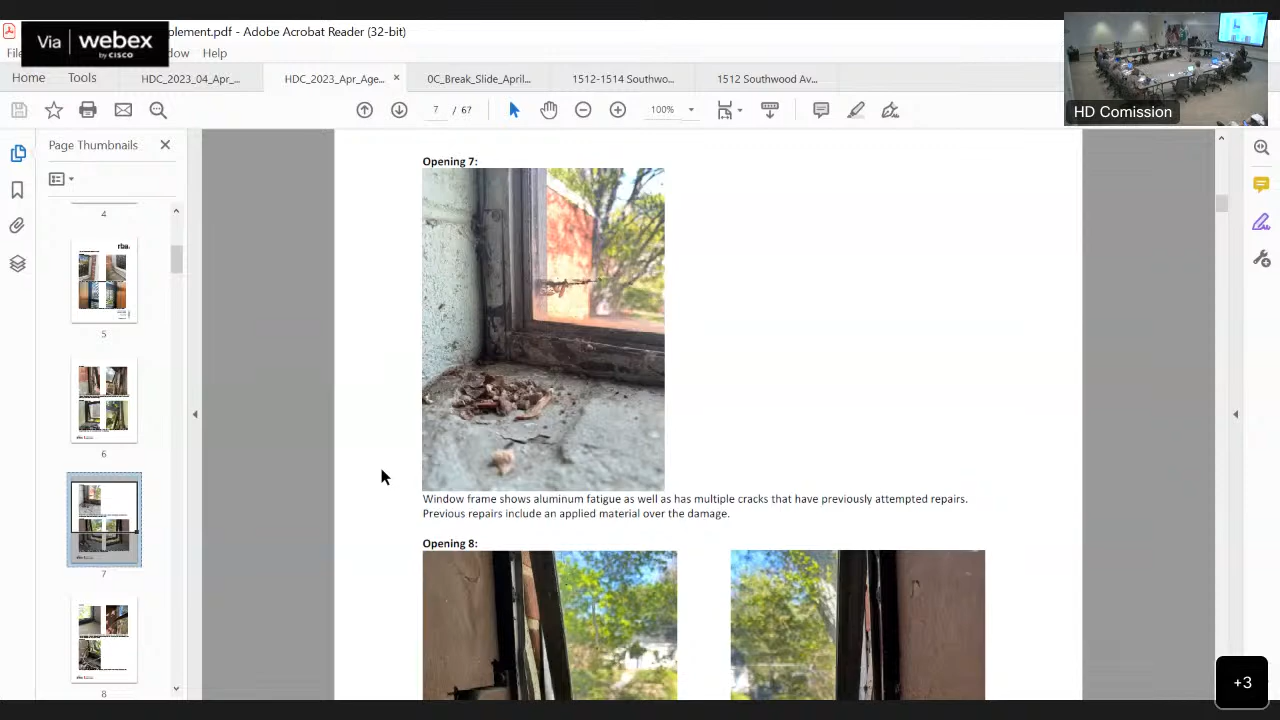 Via webex
by CISCO
plement.pdf - Adobe Acrobat Reader (32-bit)
dow Help
Home Tools HDC_2023_04_Apr_... HDC_2023_Apr_Age... × 0C_Break_Slide_April... 1512-1514 Southwo... 1512 Southwood Av...
7 / 67 100%
HD Comission
Page Thumbnails ×
4
5
6
7
8
rba.
Opening 7:
Window frame shows aluminum fatigue as well as has multiple cracks that have previously attempted repairs.
Previous repairs include an applied material over the damage.
Opening 8:
+3